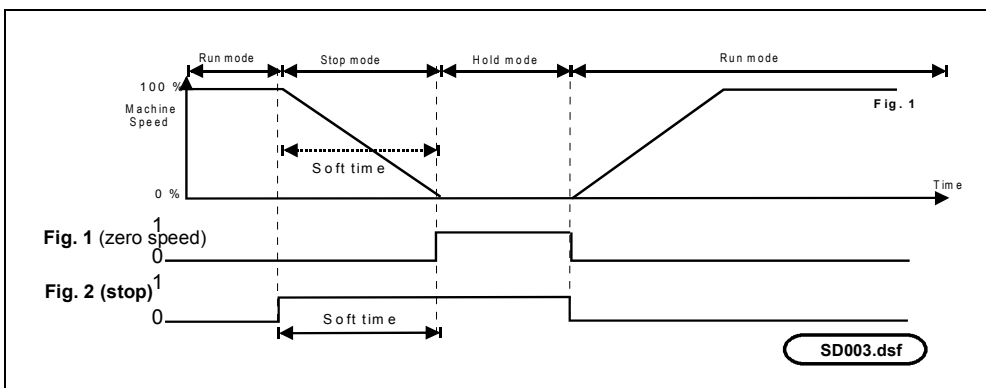 Run mode Stop mode Hold mode Run mode
100 %
Machine
Speed
Fig. 1
Soft time
0 %
Time
Fig. 1 (zero speed)
1
0
Fig. 2 (stop)
1
0
Soft time
SD003.dsf